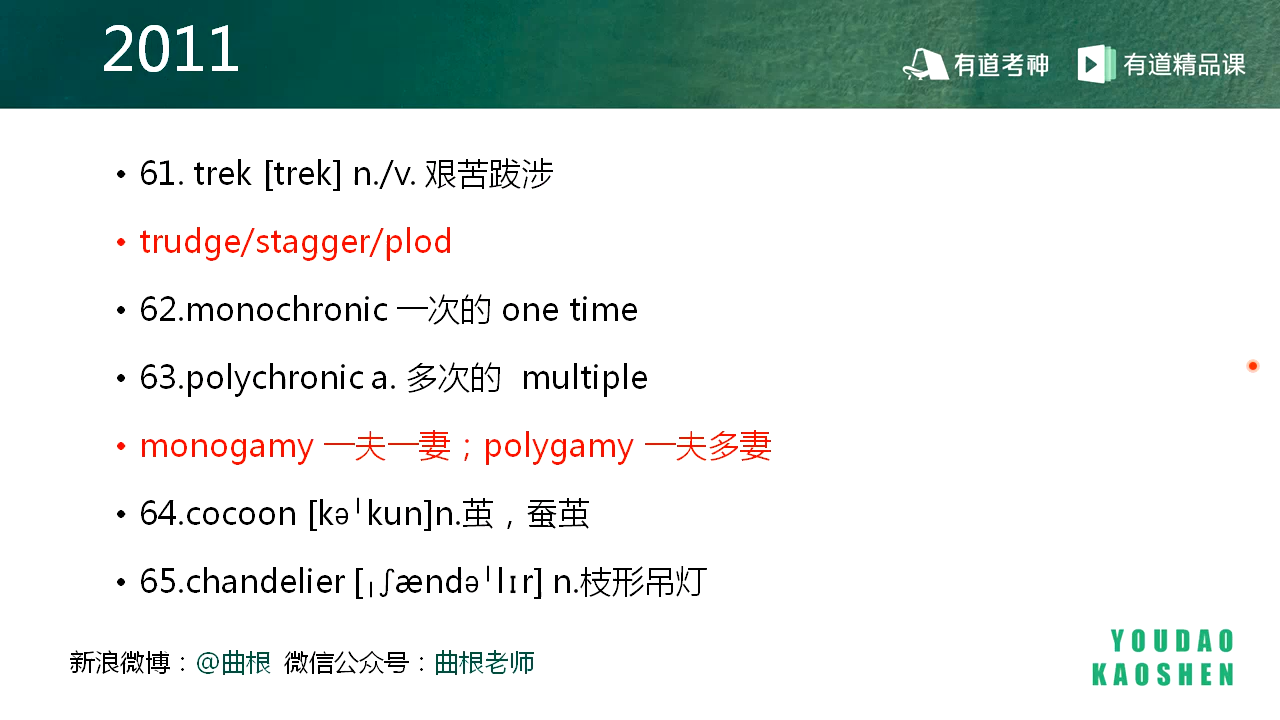 2011
有道考神 有道精品课
• 61. trek [trek] n./v. 艰苦跋涉
• trudge/stagger/plod
• 62.monochronic 一次的 one time
• 63.polychronic a. 多次的 multiple
• monogamy 一夫一妻；polygamy 一夫多妻
• 64.cocoon [kəˈkun]n.茧，蚕茧
• 65.chandelier [ˌʃændəˈlɪr] n.枝形吊灯
新浪微博：@曲根 微信公众号：曲根老师
YOUDAO
KAOSHEN